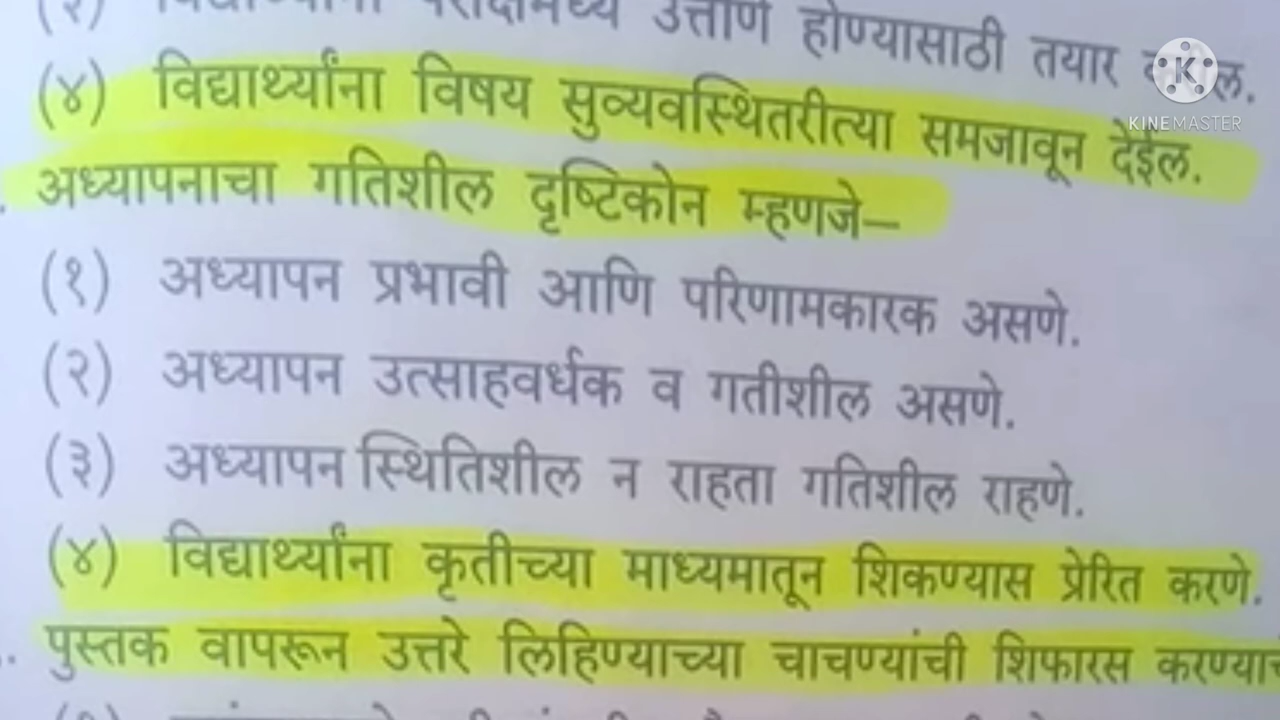 उत्तीर्ण होण्यासाठी तयार
(४) विद्यार्थ्यांना विषय सुव्यवस्थितरीत्या समजावून देईल.
अध्यापनाचा गतिशील दृष्टिकोन म्हणजे—
(१) अध्यापन प्रभावी आणि परिणामकारक असणे.
(२) अध्यापन उत्साहवर्धक व गतीशील असणे.
(३) अध्यापन स्थितिशील न राहता गतिशील राहणे.
(४) विद्यार्थ्यांना कृतीच्या माध्यमातून शिकण्यास प्रेरित करणे.
पुस्तक वापरून उत्तरे लिहिण्याच्या चाचण्यांची शिफारस
K
KINEMASTER